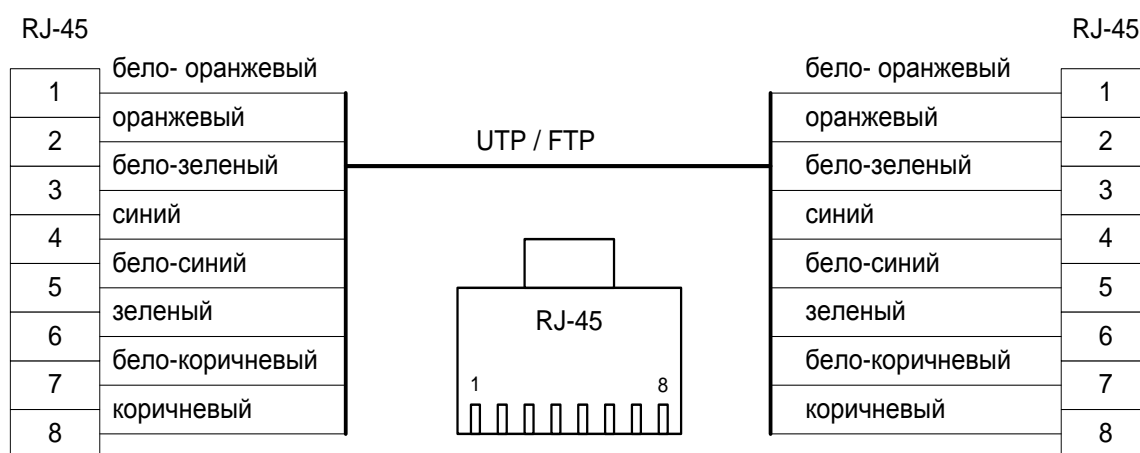 RJ-45
RJ-45
бело- оранжевый
бело- оранжевый
1
1
оранжевый
оранжевый
2
UTP / FTP
2
бело-зеленый
бело-зеленый
3
3
синий
синий
4
4
бело-синий
бело-синий
5
5
зеленый
RJ-45
зеленый
6
6
бело-коричневый
бело-коричневый
7
1
8
7
коричневый
коричневый
8
8